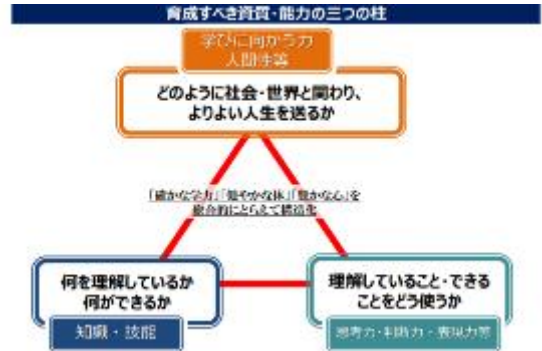 育成すべき資質・能力の三つの柱
学びに向かう力
人間性等
どのように社会・世界と関わり、
よりよい人生を送るか
「確かな学力」「健やかな体」「豊かな心」を
総合的にとらえて構造化
何を理解しているか
何ができるか
知識・技能
理解していること・できる
ことをどう使うか
思考力・判断力・表現力等